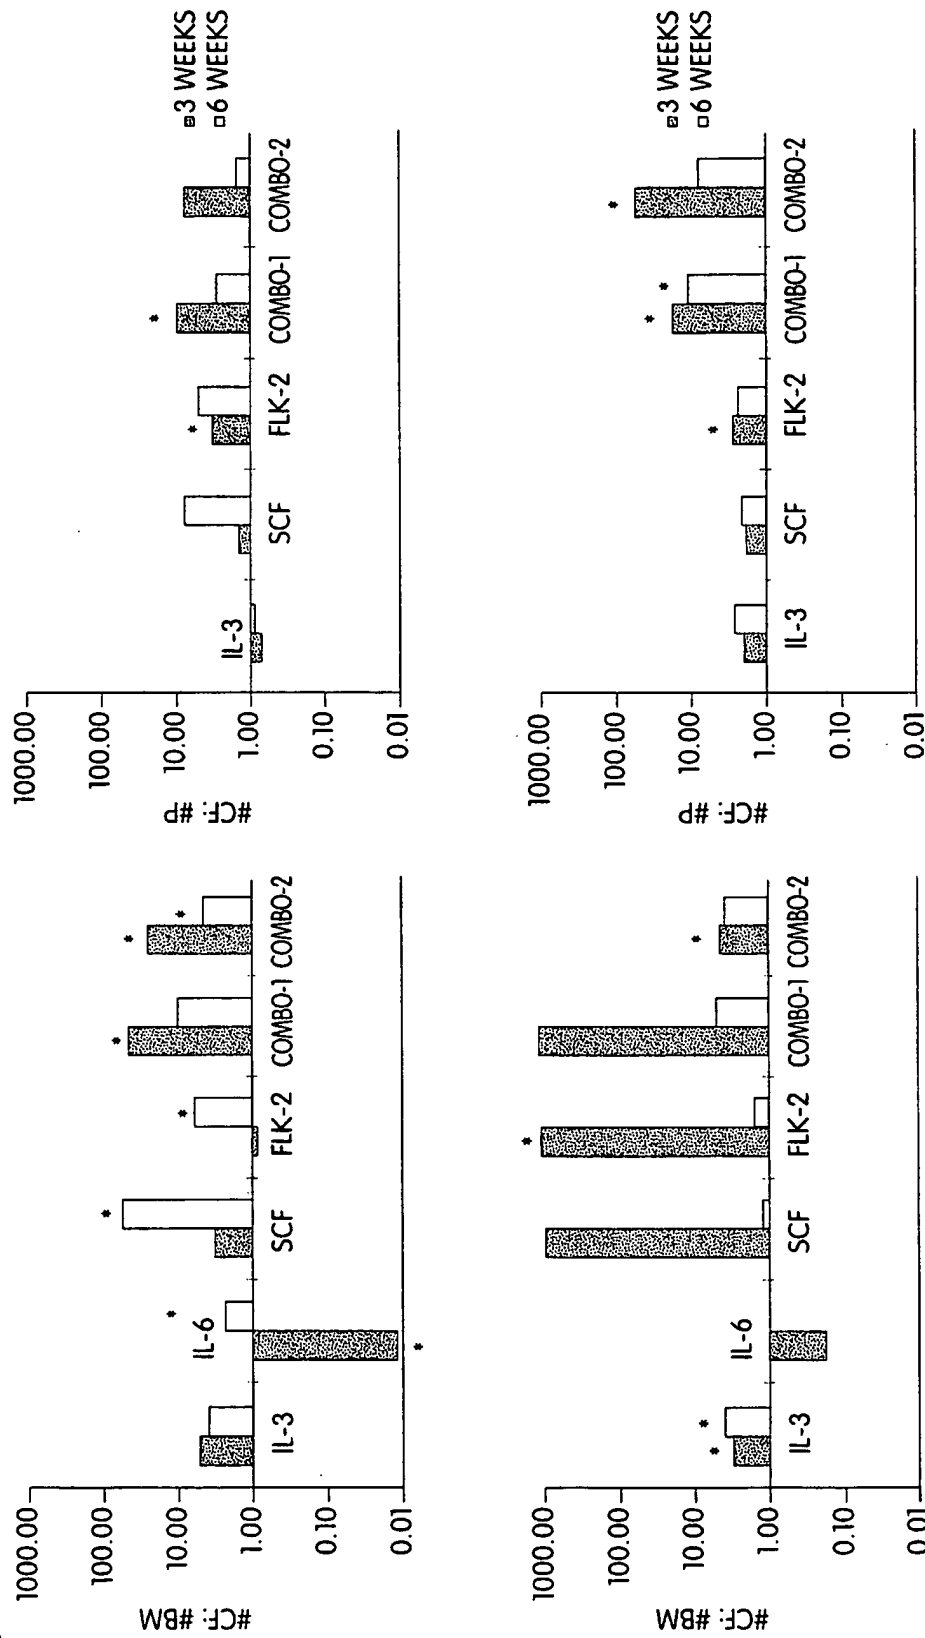 1000.00
100.00
10.00
1.00
0.10
0.01
#CF: #BM
IL-3
IL-6
SCF
FLK-2
COMBO-1
COMBO-2
*
*
*
*
*
*
*
1000.00
100.00
10.00
1.00
0.10
0.01
#CF: #P
IL-3
SCF
FLK-2
COMBO-1
COMBO-2
*
*
3 WEEKS
6 WEEKS
1000.00
100.00
10.00
1.00
0.10
0.01
#CF: #BM
IL-3
IL-6
SCF
FLK-2
COMBO-1
COMBO-2
*
*
*
*
1000.00
100.00
10.00
1.00
0.10
0.01
#CF: #P
IL-3
SCF
FLK-2
COMBO-1
COMBO-2
*
*
*
*
3 WEEKS
6 WEEKS